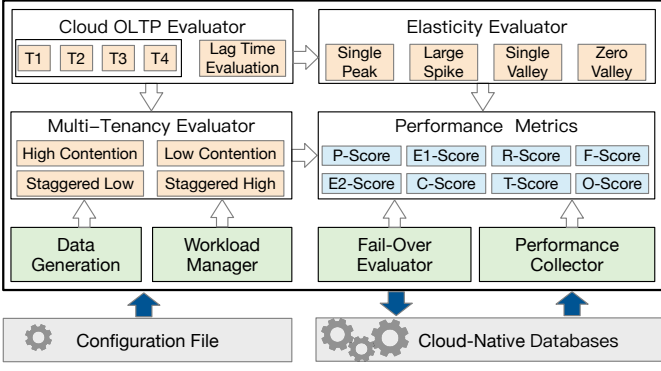 Cloud OLTP Evaluator
T1 T2 T3 T4
Lag Time
Evaluation
Elasticity Evaluator
Single
Peak
Large
Spike
Single
Valley
Zero
Valley
Multi-Tenancy Evaluator
High Contention
Low Contention
Staggered Low
Staggered High
Performance Metrics
P-Score
E1-Score
R-Score
F-Score
E2-Score
C-Score
T-Score
O-Score
Data
Generation
Workload
Manager
Fail-Over
Evaluator
Performance
Collector
Configuration File
Cloud-Native Databases